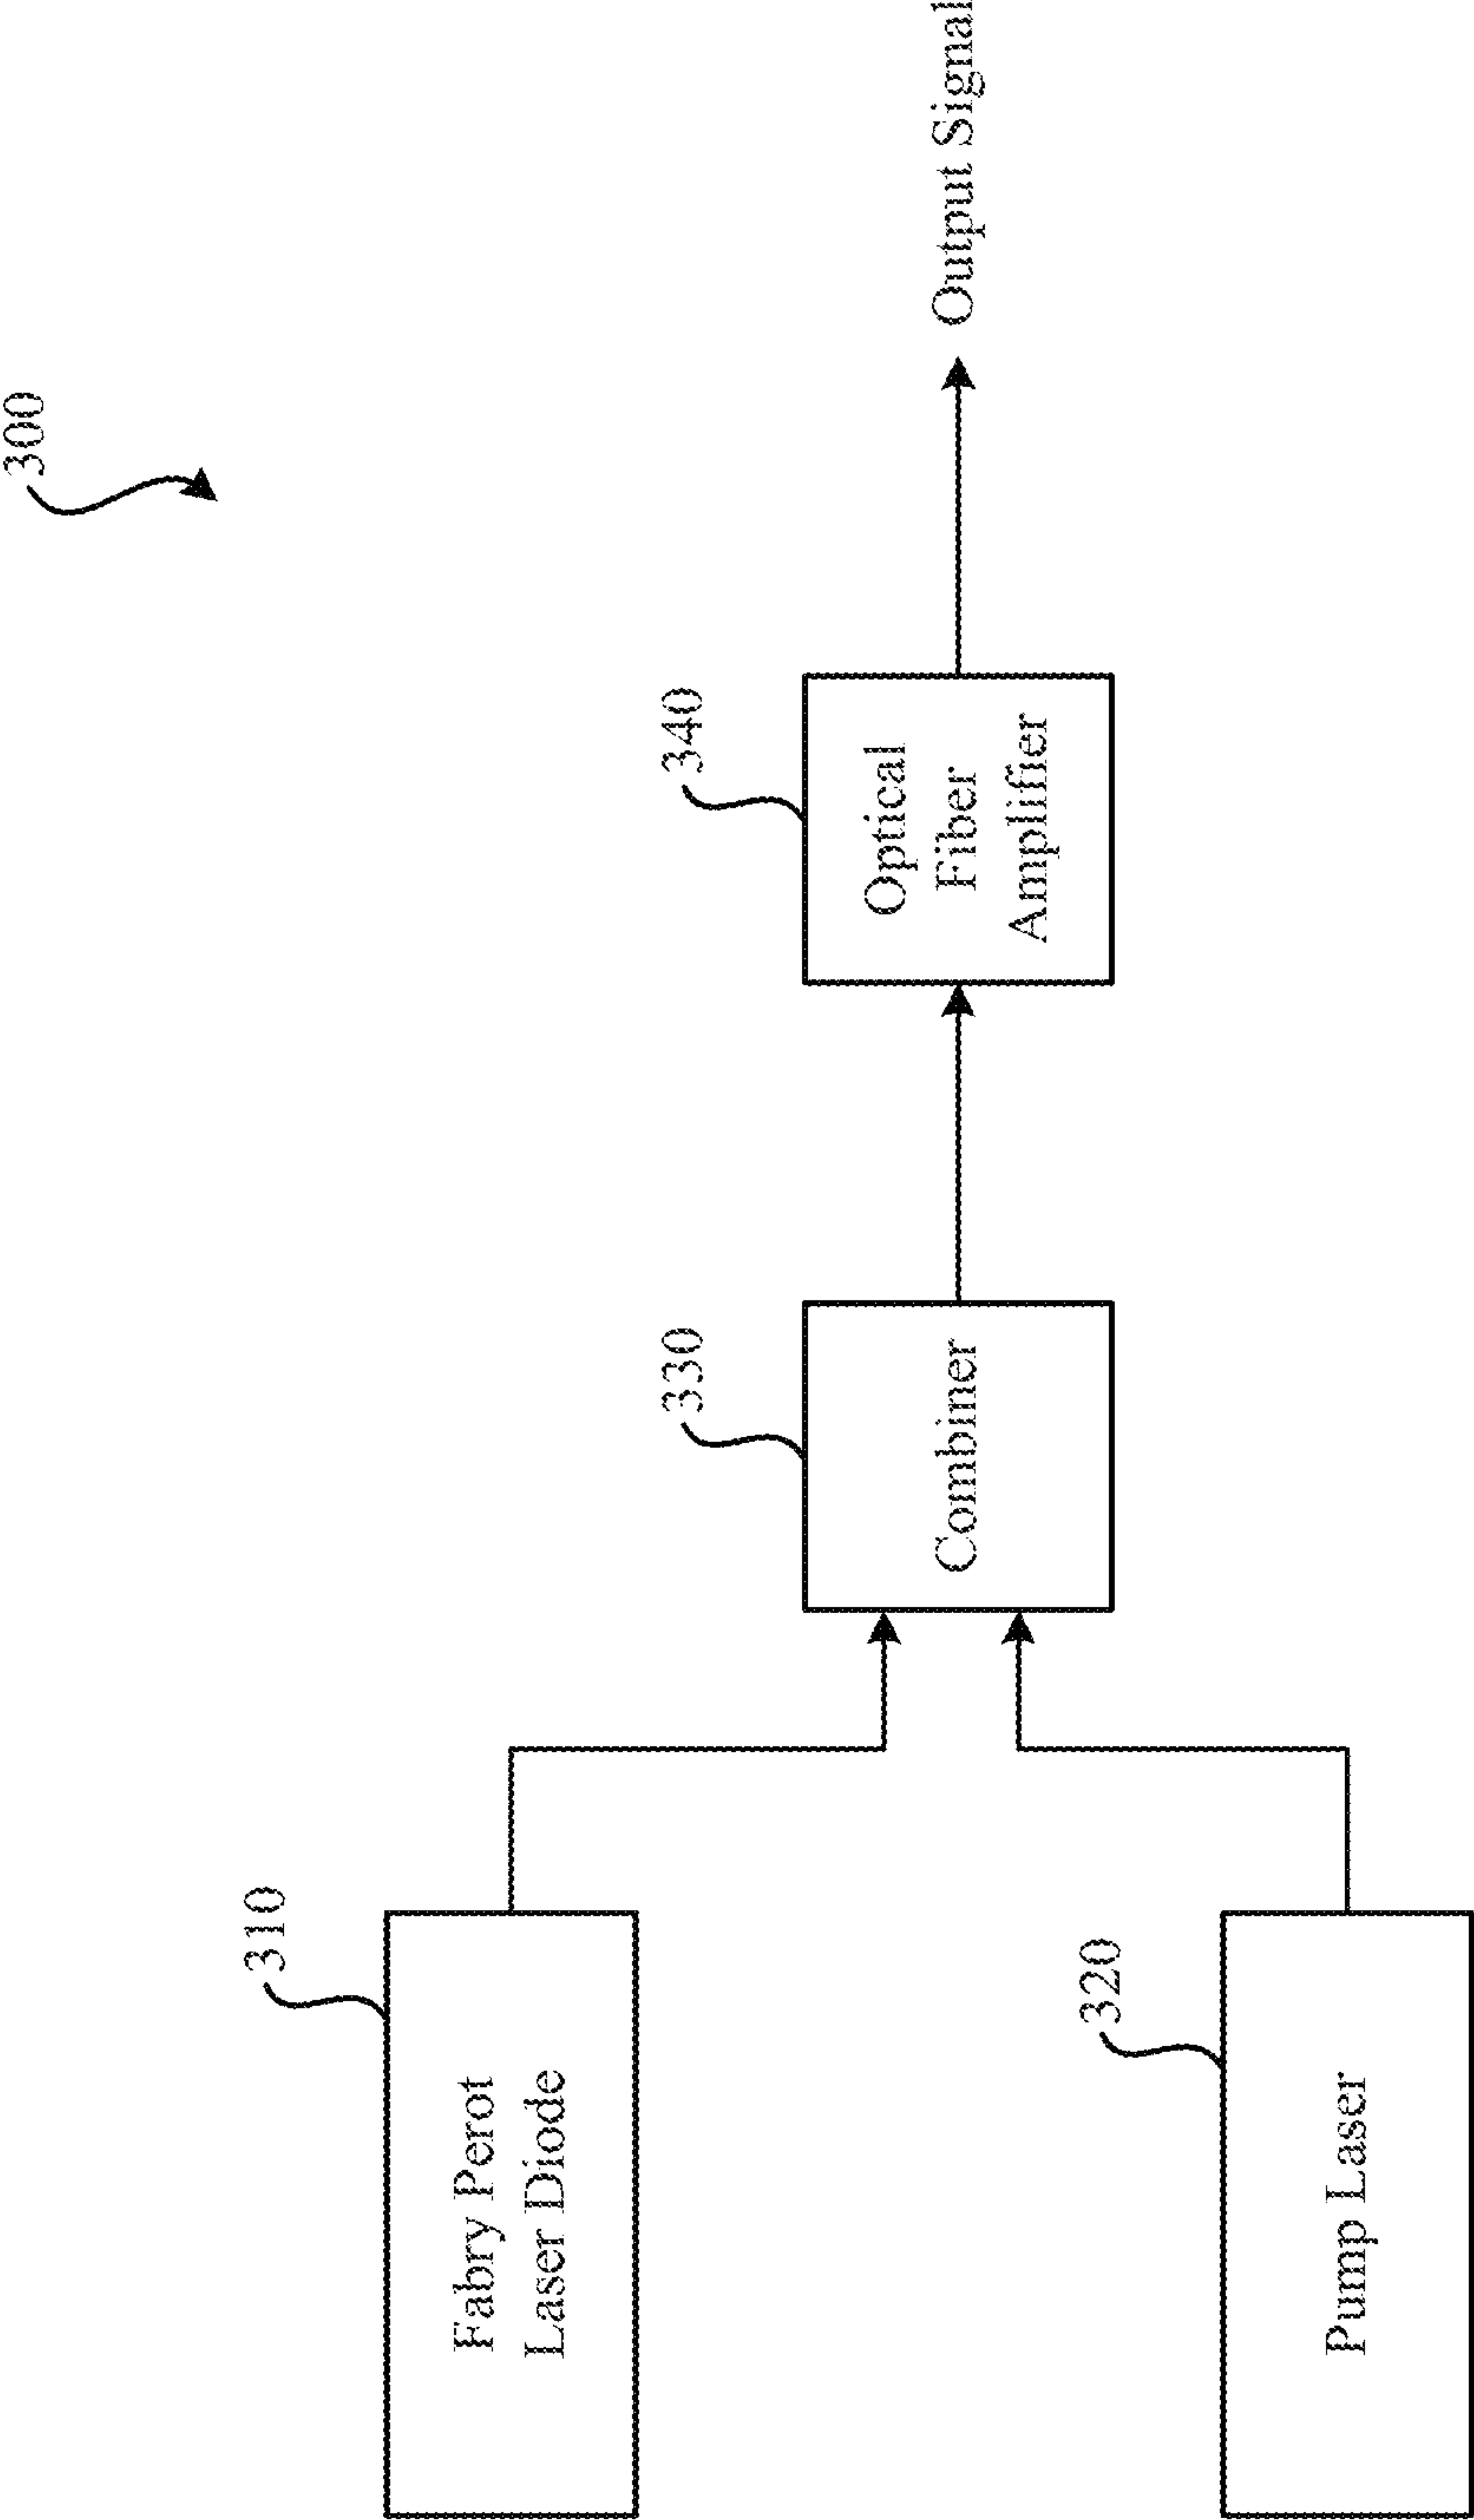 300
310
Fabry Perot
Laser Diode
320
Pump Laser
330
Combiner
340
Optical
Fiber
Amplifier
Output Signal